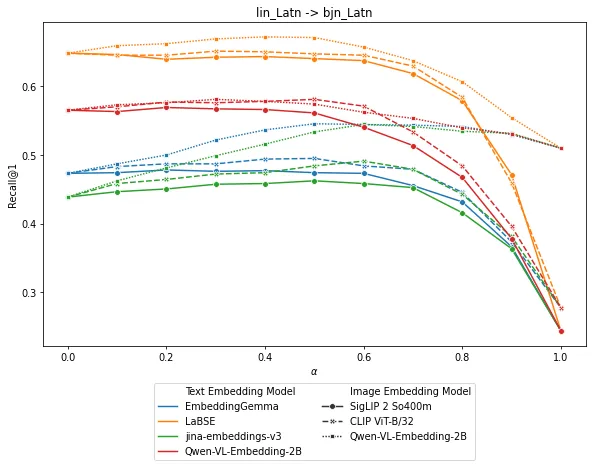 lin_Latn -> bjn_Latn
Recall@1
0.6
0.5
0.4
0.3
0.0 0.2 0.4 0.6 0.8 1.0
α
Text Embedding Model
EmbeddingGemma
LaBSE
jina-embeddings-v3
Qwen-VL-Embedding-2B
Image Embedding Model
SigLIP 2 So400m
CLIP ViT-B/32
Qwen-VL-Embedding-2B